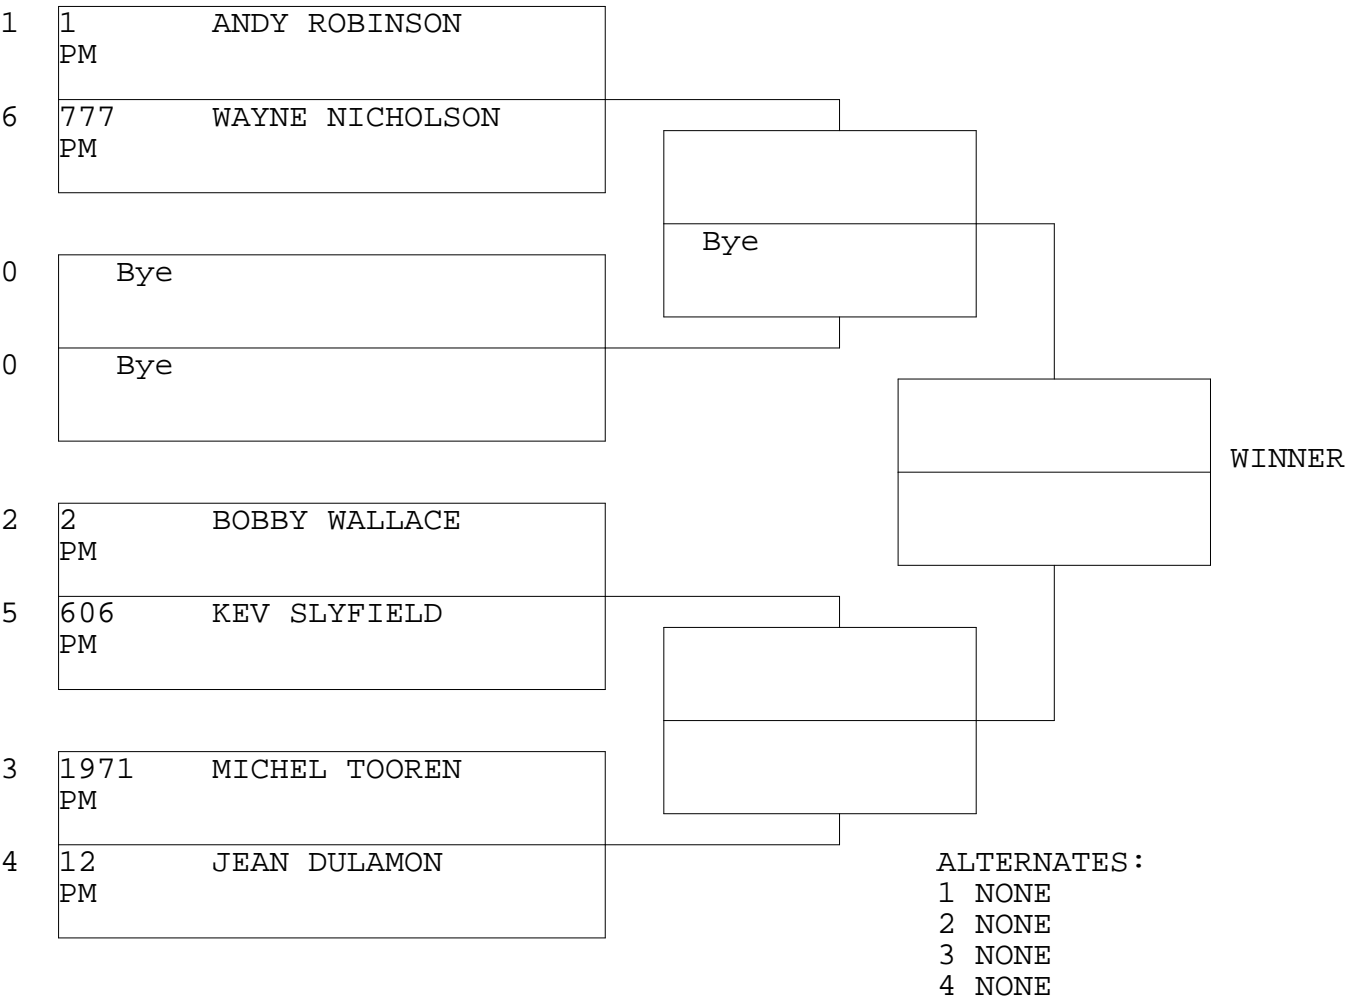 1 1 ANDY ROBINSON
PM
6 777 WAYNE NICHOLSON
PM
Bye
0 Bye
0 Bye
WINNER
2 2 BOBBY WALLACE
PM
5 606 KEV SLYFIELD
PM
3 1971 MICHEL TOOREN
PM
4 12 JEAN DULAMON
PM
ALTERNATES:
1 NONE
2 NONE
3 NONE
4 NONE